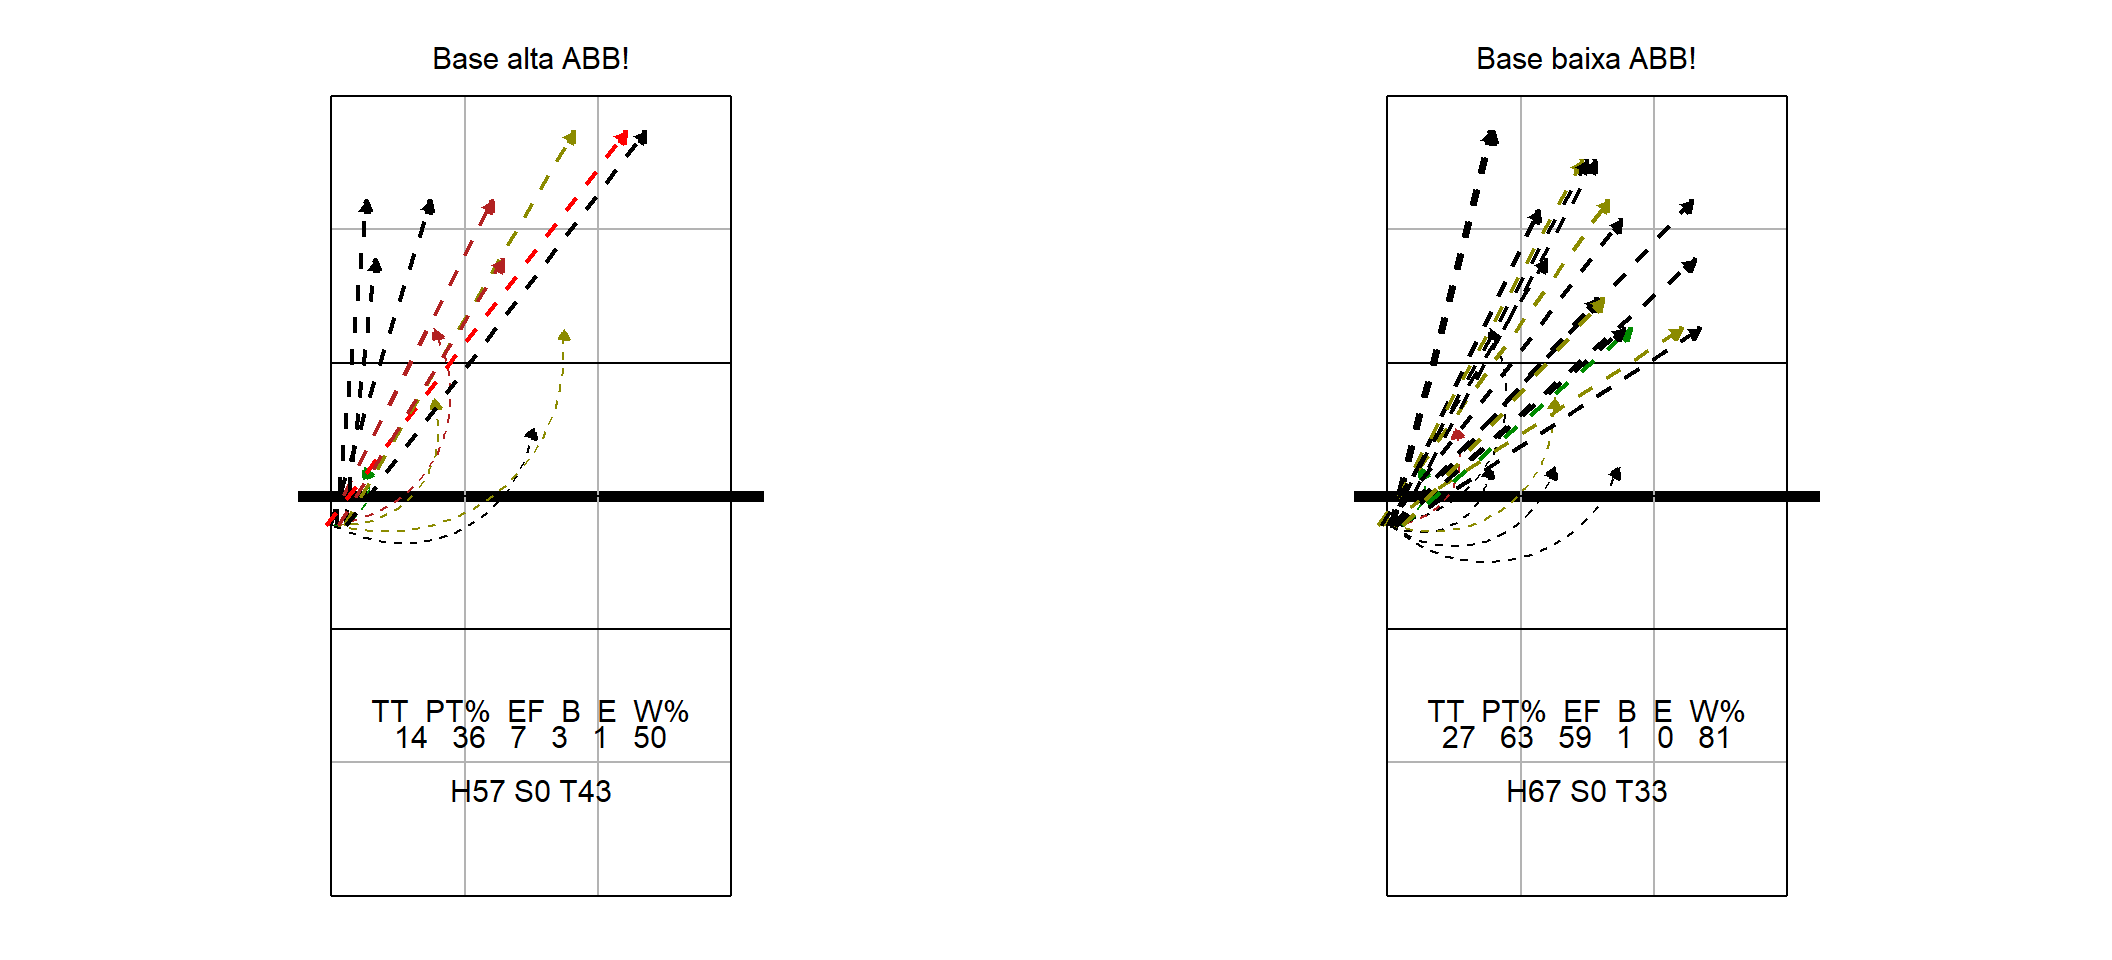 Base alta ABB!
TT PT% EF B E W%
14 36 7 3 1 50
H57 S0 T43
Base baixa ABB!
TT PT% EF B E W%
27 63 59 1 0 81
H67 S0 T33